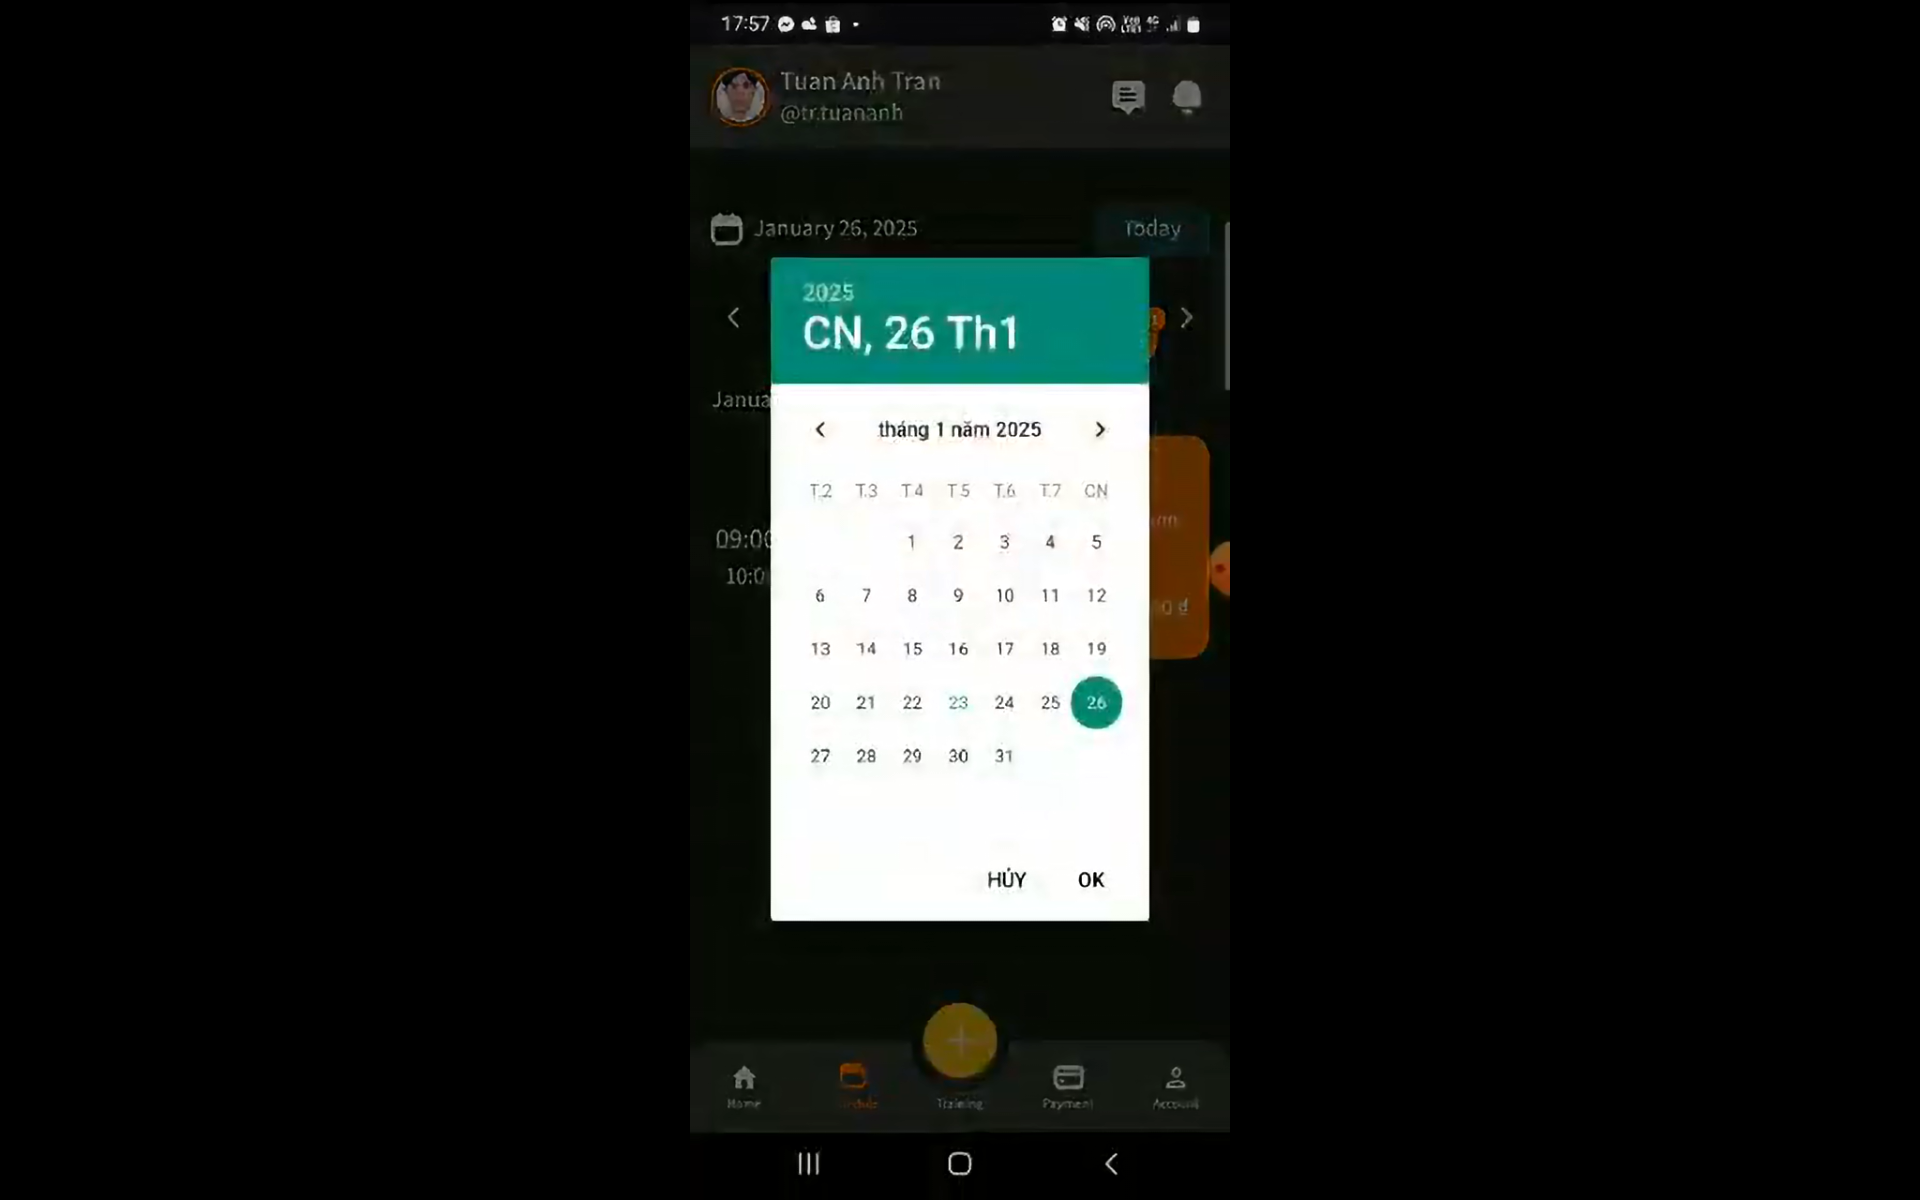 17:57
Tuan Anh Tran
@tr.tuananh
January 26, 2025
Today
2025
CN, 26 Th1
Janua
tháng 1 năm 2025
T.2 T.3 T.4 T.5 T.6 T.7 CN
1 2 3 4 5
09:00
10:0
6 7 8 9 10 11 12
0 đ
13 14 15 16 17 18 19
20 21 22 23 24 25 26
27 28 29 30 31
HỦY OK
Home
Training
Payment
Account